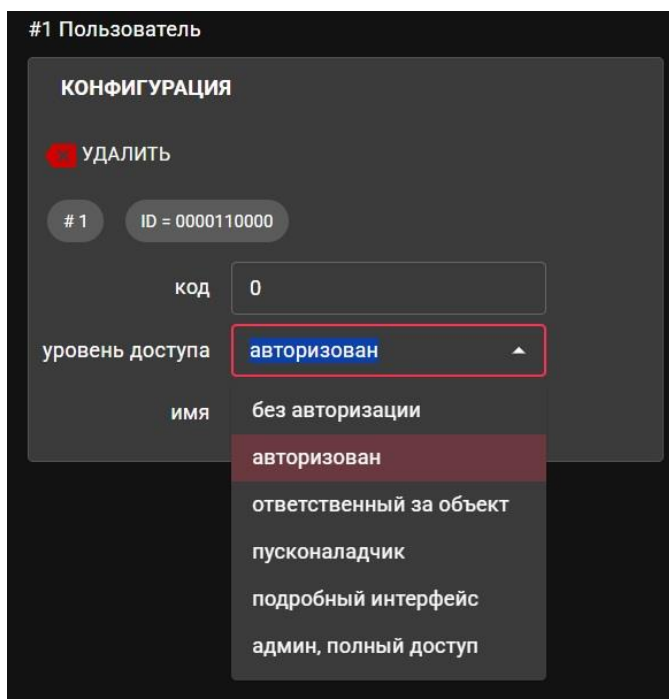 #1 Пользователь
КОНФИГУРАЦИЯ
УДАЛИТЬ
# 1 ID = 0000110000
код 0
уровень доступа авторизован
имя
без авторизации
авторизован
ответственный за объект
пусконаладчик
подробный интерфейс
админ, полный доступ